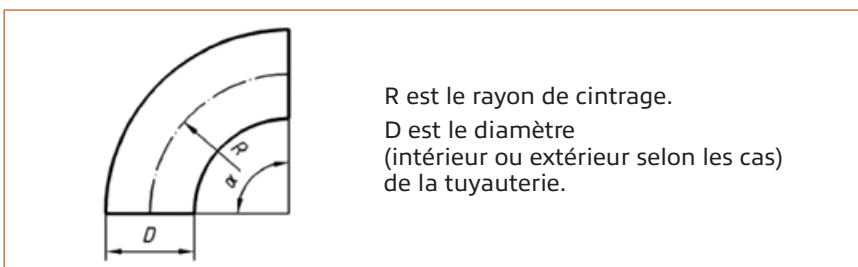 R est le rayon de cintrage.
D est le diamètre
(intérieur ou extérieur selon les cas)
de la tuyauterie.
R
α
D